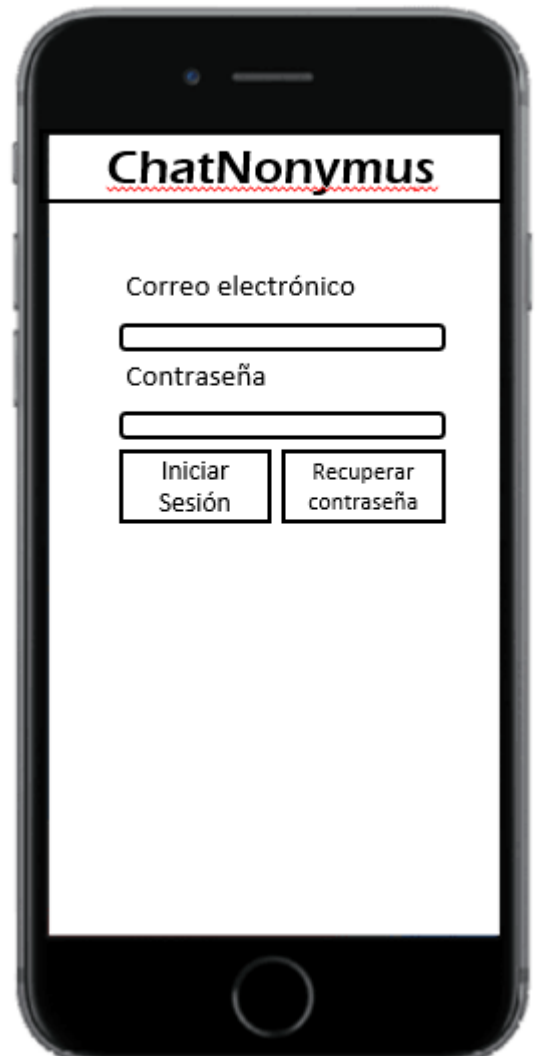 ChatNonymus
Correo electrónico
Contraseña
Iniciar
Sesión
Recuperar
contraseña